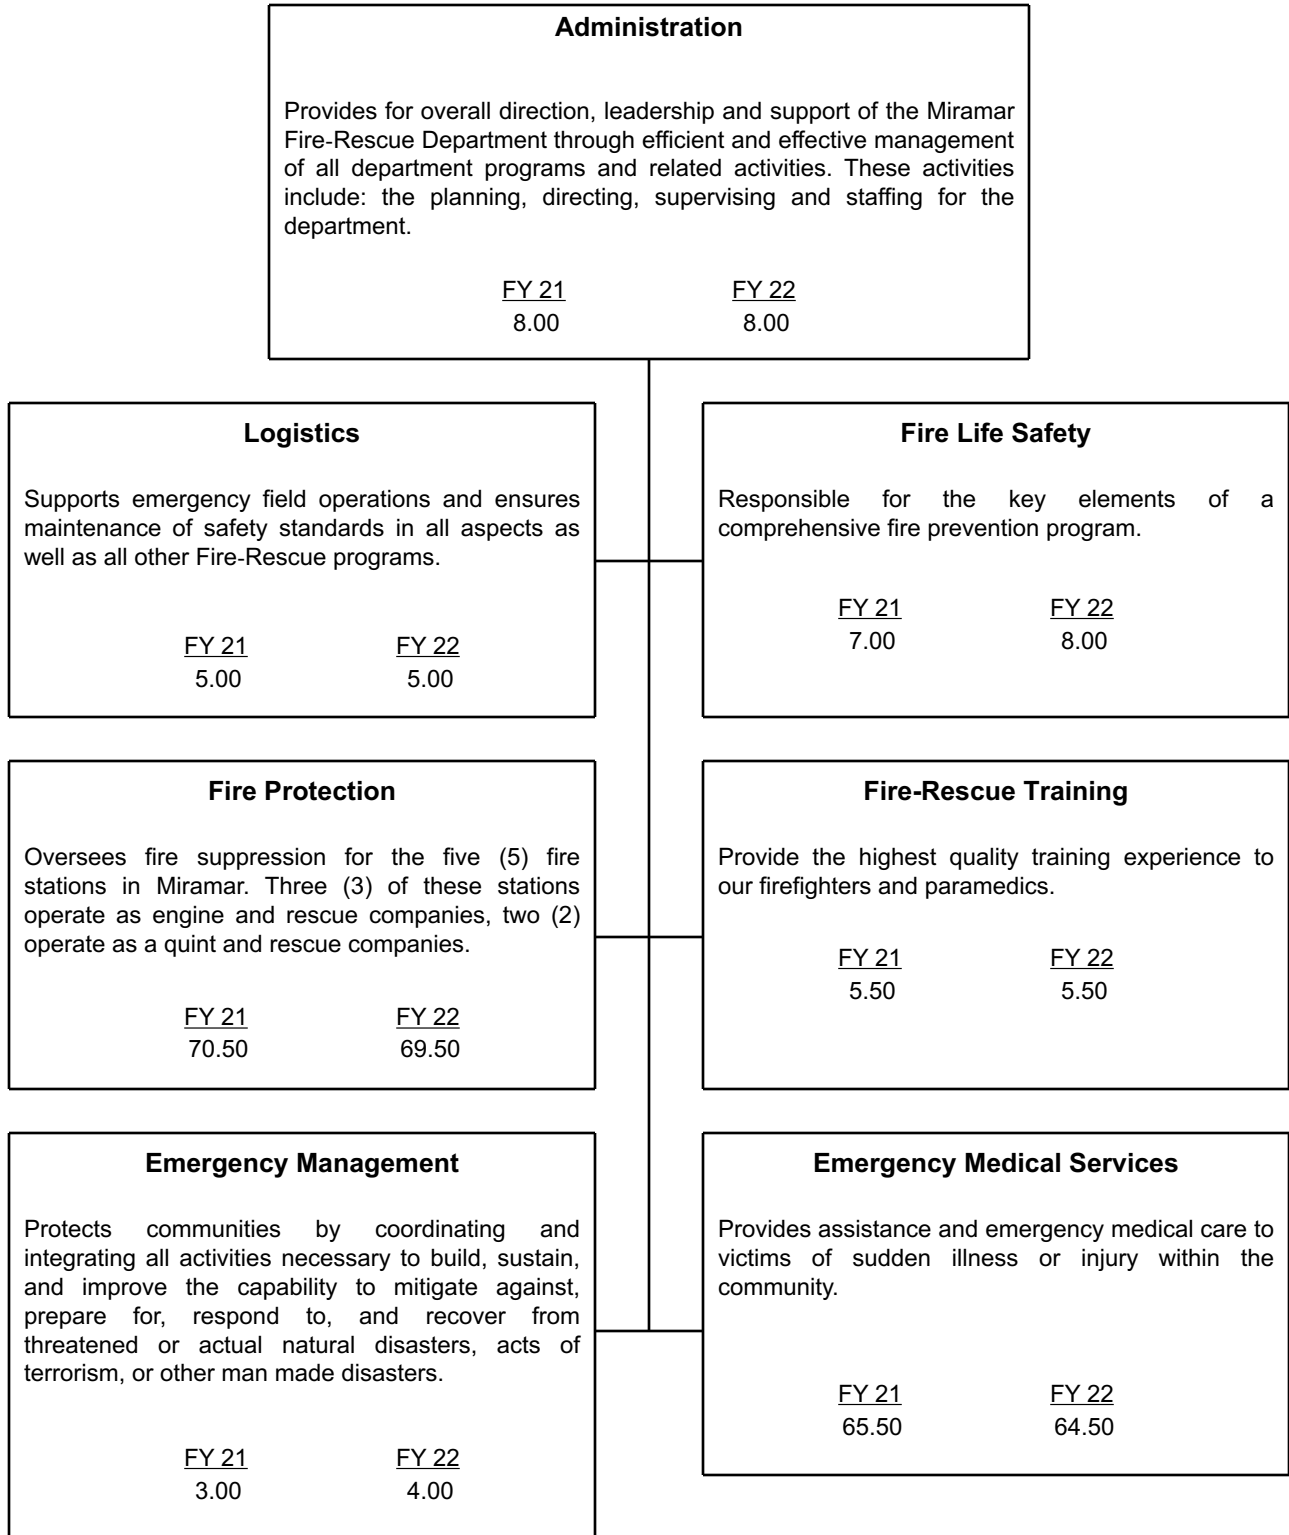 Administration
Provides for overall direction, leadership and support of the Miramar
Fire-Rescue Department through efficient and effective management
of all department programs and related activities. These activities
include: the planning, directing, supervising and staffing for the
department.
FY 21 FY 22
8.00 8.00
Logistics
Supports emergency field operations and ensures
maintenance of safety standards in all aspects as
well as all other Fire-Rescue programs.
FY 21 FY 22
5.00 5.00
Fire Life Safety
Responsible for the key elements of a
comprehensive fire prevention program.
FY 21 FY 22
7.00 8.00
Fire Protection
Oversees fire suppression for the five (5) fire
stations in Miramar. Three (3) of these stations
operate as engine and rescue companies, two (2)
operate as a quint and rescue companies.
FY 21 FY 22
70.50 69.50
Fire-Rescue Training
Provide the highest quality training experience to
our firefighters and paramedics.
FY 21 FY 22
5.50 5.50
Emergency Management
Protects communities by coordinating and
integrating all activities necessary to build, sustain,
and improve the capability to mitigate against,
prepare for, respond to, and recover from
threatened or actual natural disasters, acts of
terrorism, or other man made disasters.
FY 21 FY 22
3.00 4.00
Emergency Medical Services
Provides assistance and emergency medical care to
victims of sudden illness or injury within the
community.
FY 21 FY 22
65.50 64.50